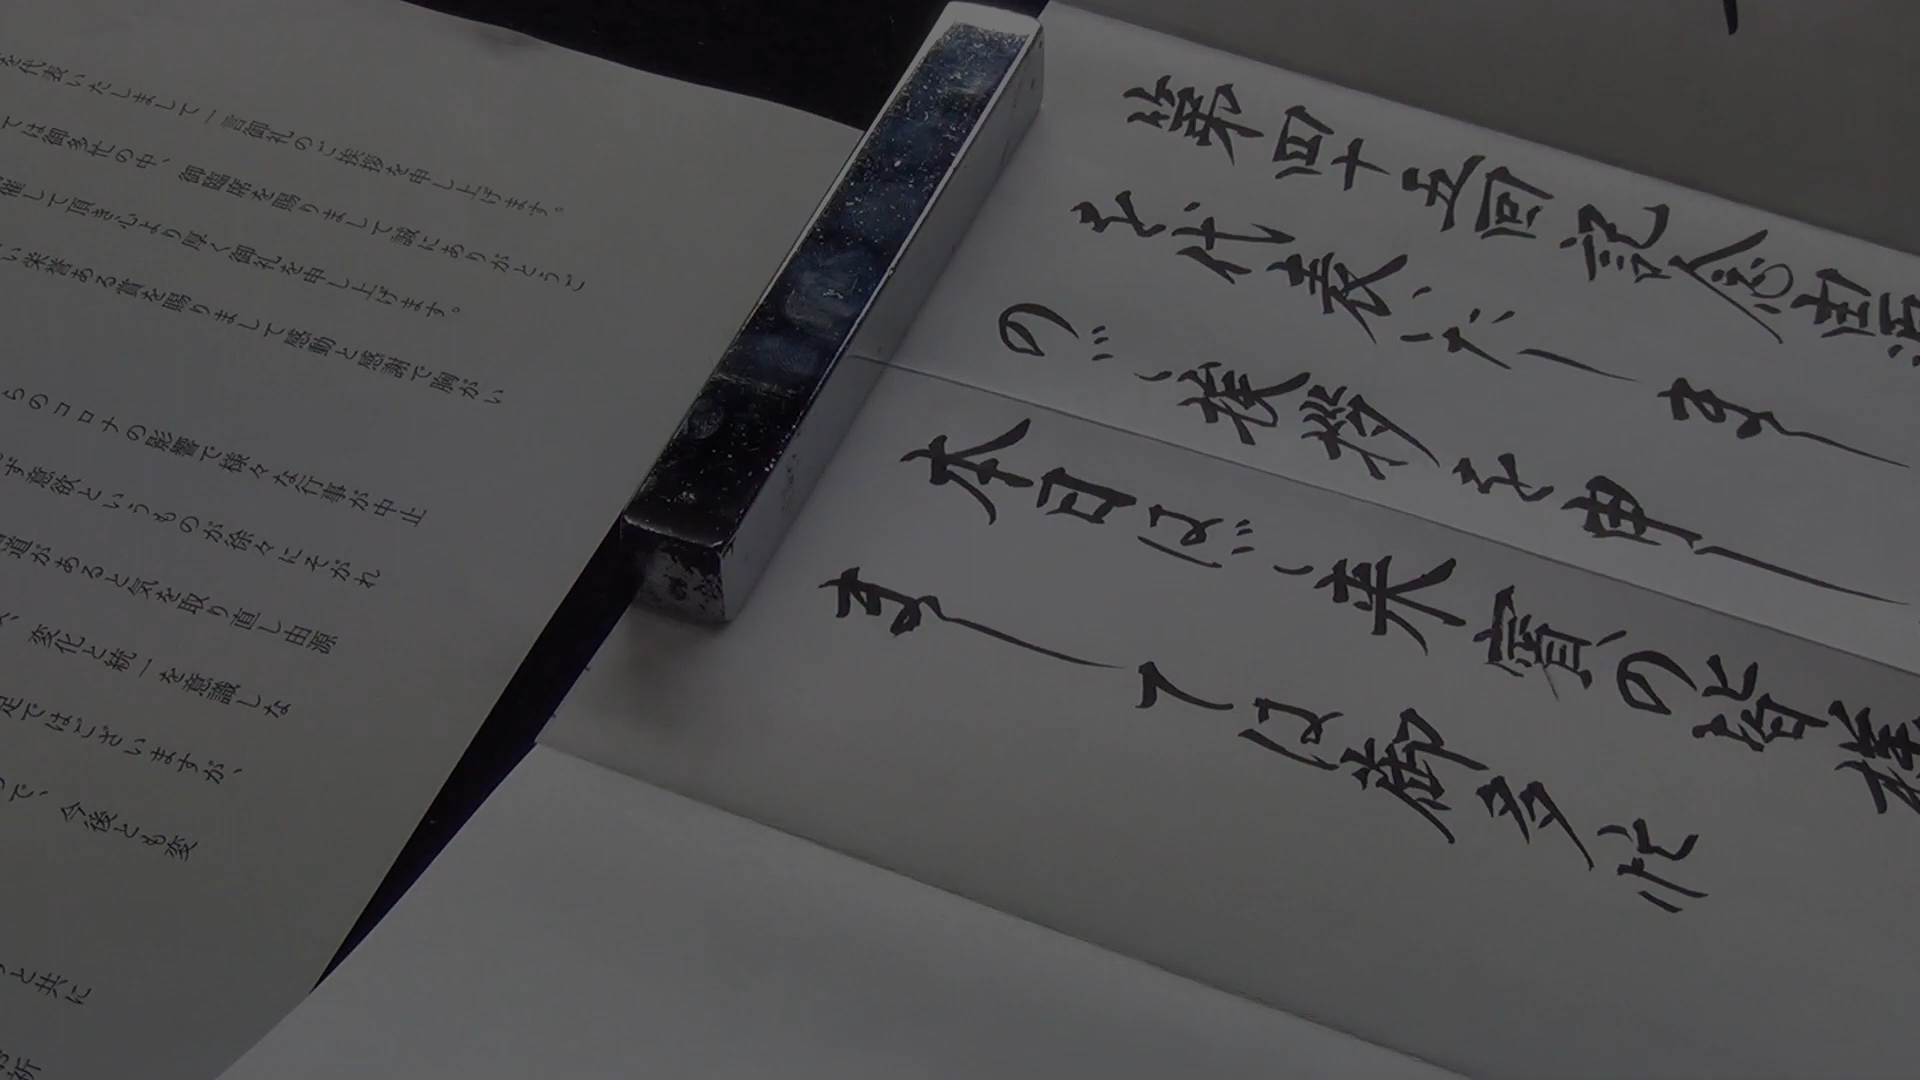 第四十五回記念
を代表いたしまし
のご挨拶を申し
本日はご来賓の皆様
ましては御多忙
を代表いたしまして一言御礼のご挨拶を申し上げます。
ては御多忙の中、御臨席を賜りまして誠にありがとうご
催して頂き心より厚く御礼を申し上げます。
い栄誉ある賞を賜りまして感動と感謝で胸がい
らのコロナの影響で様々な行事が中止
ず意欲というものが徐々にそがれ
道があると気を取り直し由源
、変化と統一を意識しな
足ではございますが、
で、今後とも変
と共に
お祈